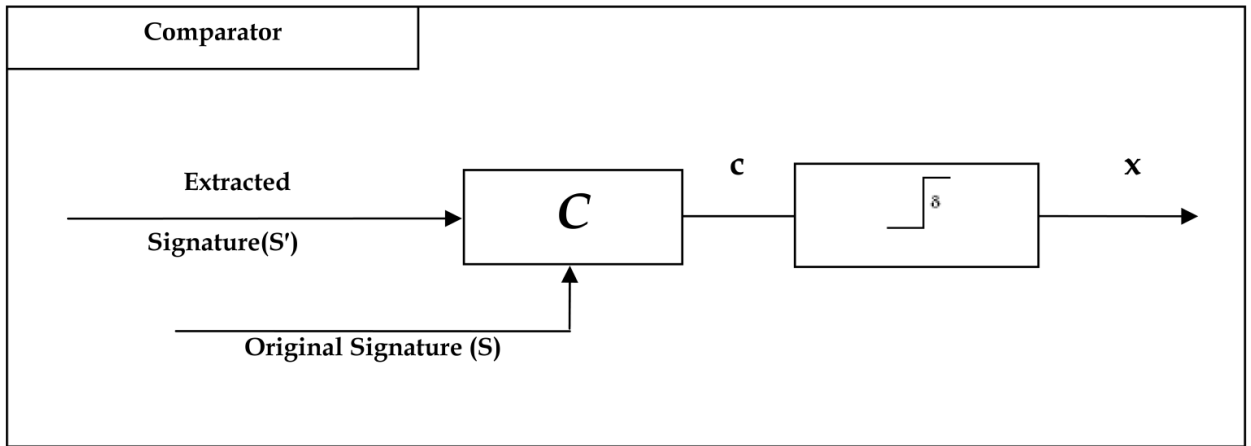 Comparator
Extracted
Signature(S′)
C
c
δ
x
Original Signature (S)